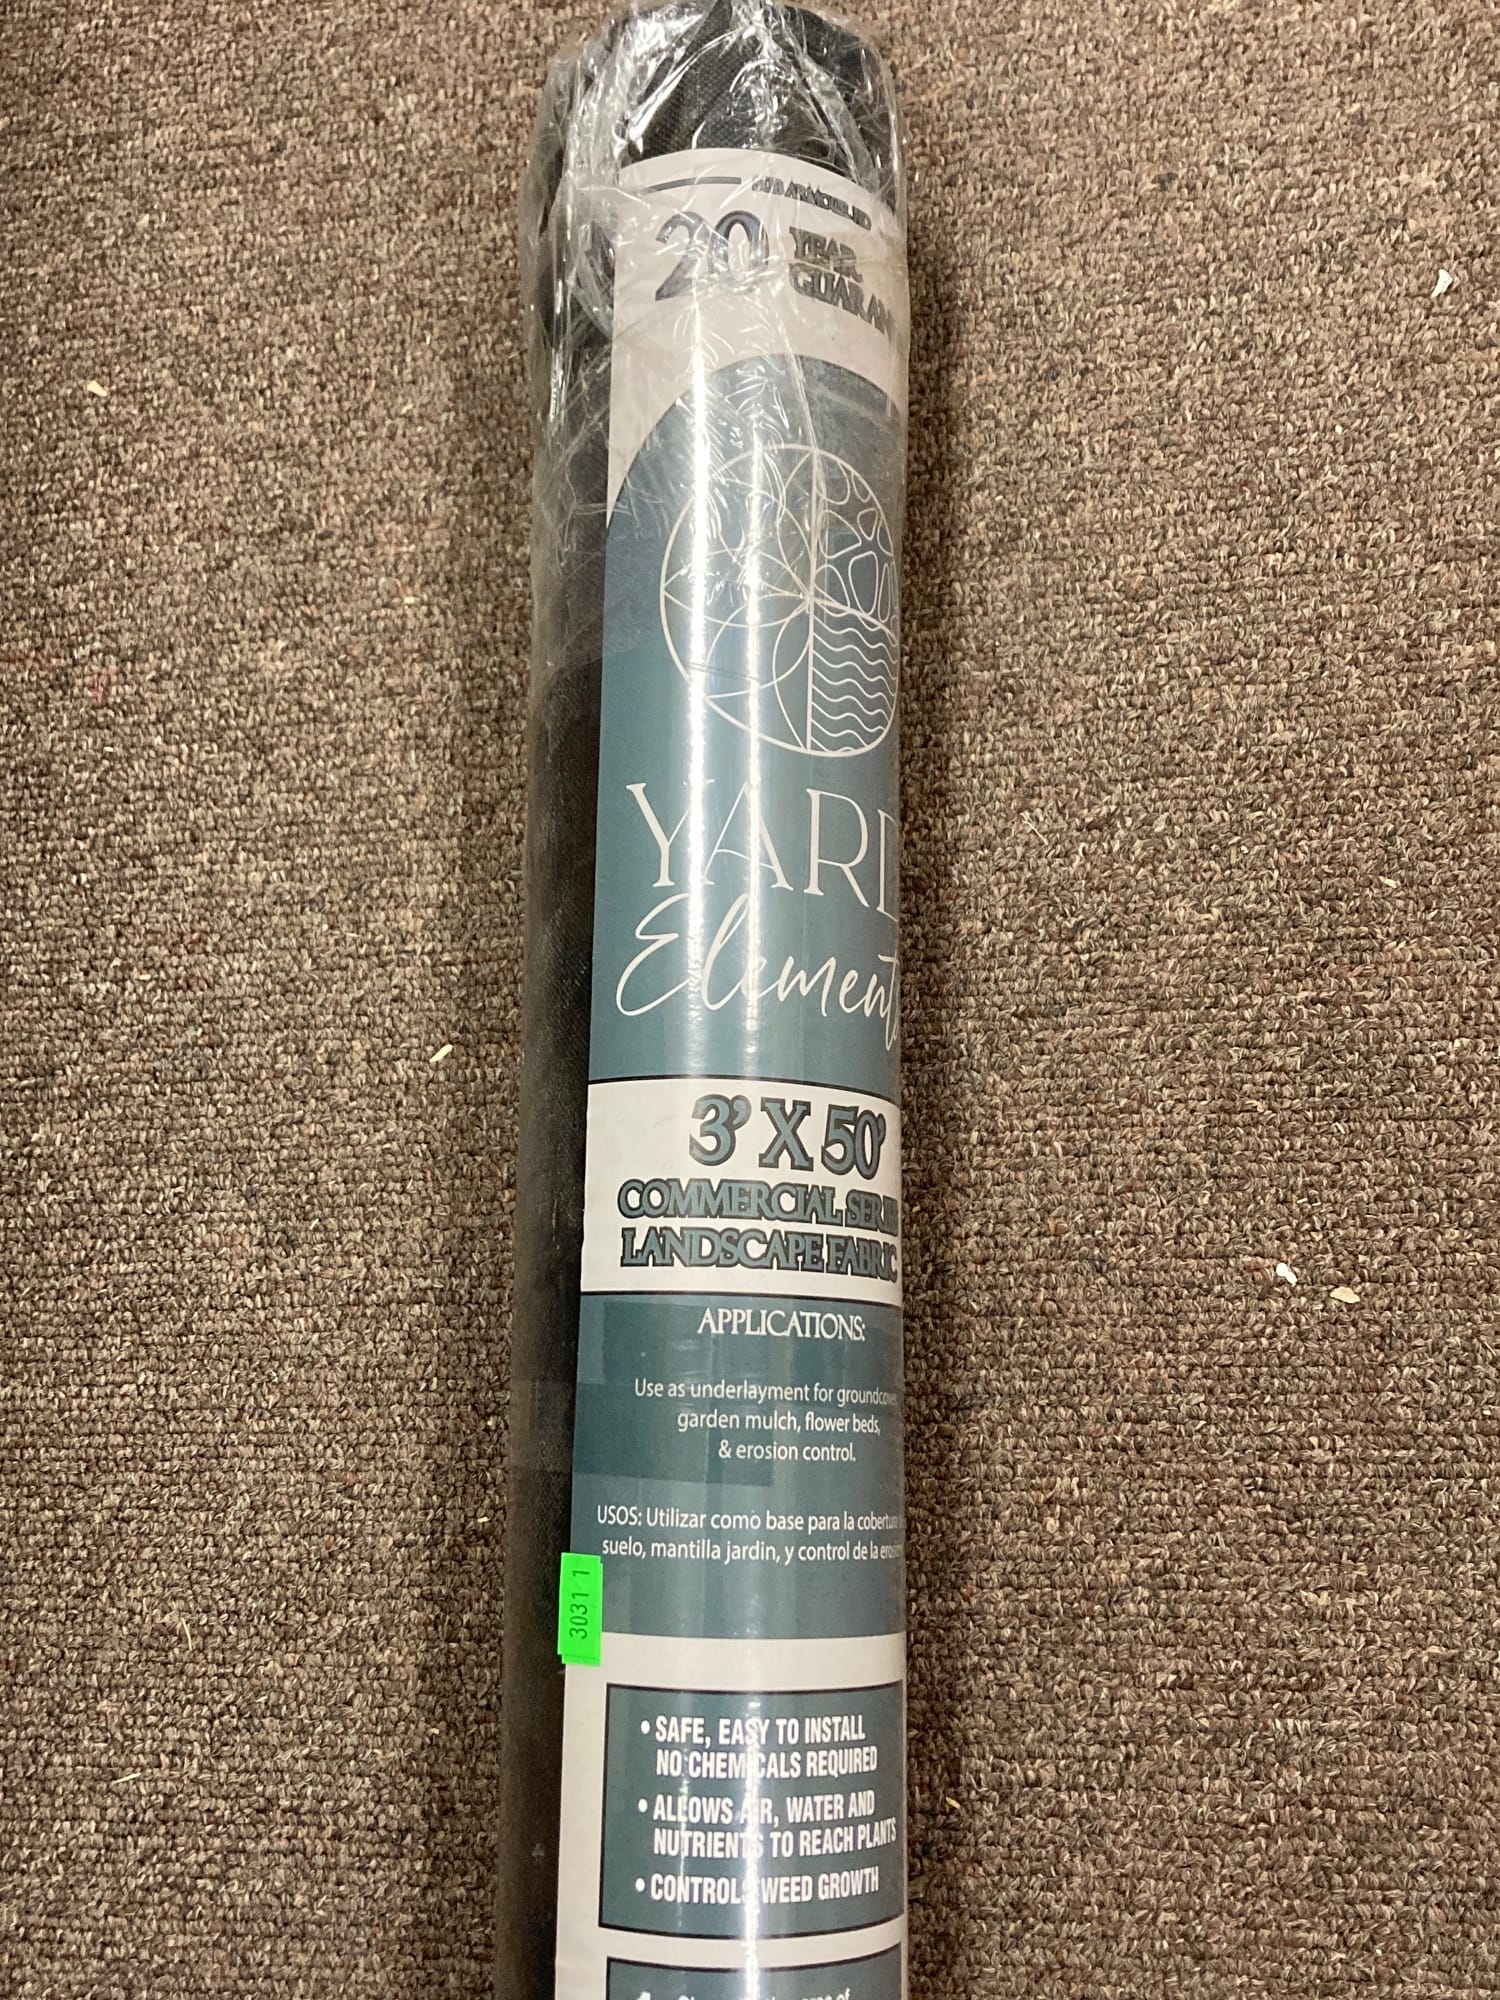 20
YEAR
YARD
Elements
3' X 50'
COMMERCIAL
LANDSCAPE FABRIC
APPLICATIONS:
Use as underlayment for
garden mulch, flower beds,
& erosion control.
USOS: Utilizar como base para la
suelo, mantilla jardin, y control de la
3031 1
• SAFE, EASY TO INSTALL
NO CHEMICALS REQUIRED
• ALLOWS AIR, WATER AND
NUTRIENTS TO REACH PLANTS
• CONTROLS WEED GROWTH